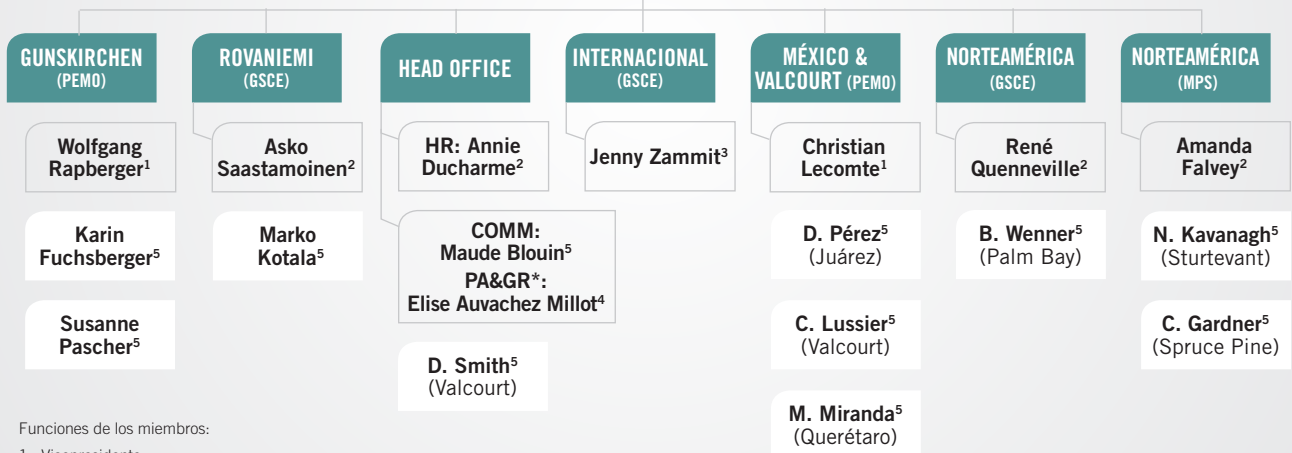 GUNSKIRCHEN
(PEMO)
Wolfgang
Rapberger¹
Karin
Fuchsberger⁵
Susanne
Pascher⁵
ROVANIEMI
(GSCE)
Asko
Saastamoinen²
Marko
Kotala⁵
HEAD OFFICE
HR: Annie
Ducharme²
COMM:
Maude Blouin⁵
PA&GR*:
Elise Auvachez Millot⁴
D. Smith⁵
(Valcourt)
INTERNACIONAL
(GSCE)
Jenny Zammit³
MÉXICO &
VALCOURT (PEMO)
Christian
Lecomte¹
D. Pérez⁵
(Juárez)
C. Lussier⁵
(Valcourt)
M. Miranda⁵
(Querétaro)
NORTEAMÉRICA
(GSCE)
René
Quenneville²
B. Wenner⁵
(Palm Bay)
NORTEAMÉRICA
(MPS)
Amanda
Falvey²
N. Kavanagh⁵
(Sturtevant)
C. Gardner⁵
(Spruce Pine)
Funciones de los miembros: